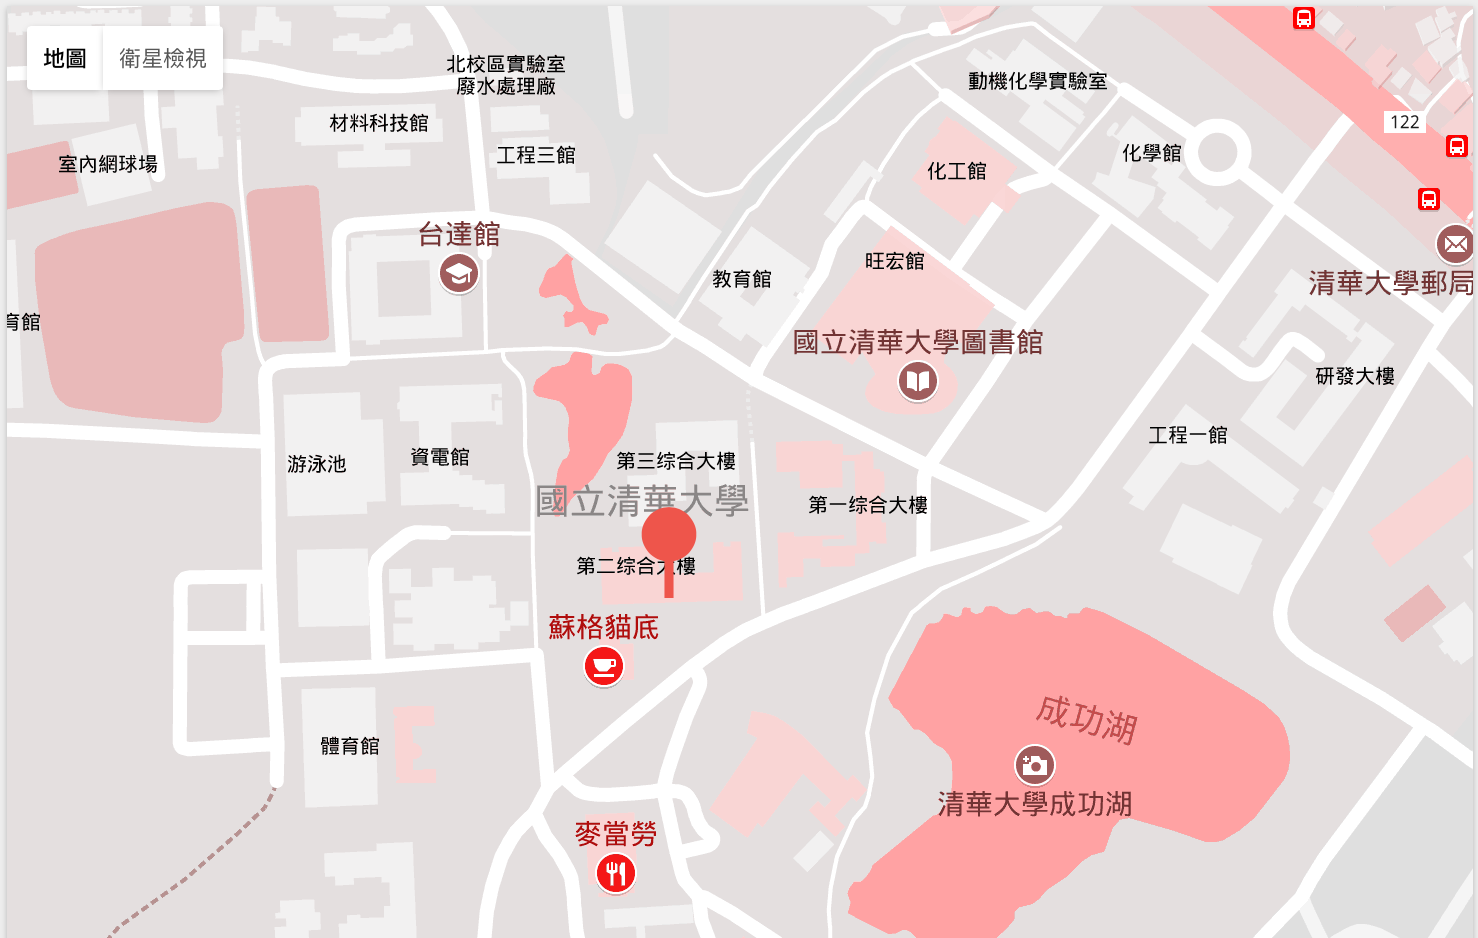 地圖
衛星檢視
北校區實驗室
廢水處理廠
動機化學實驗室
122
材料科技館
工程三館
化學館
室內網球場
化工館
台達館
旺宏館
教育館
清華大學郵局
育館
國立清華大學圖書館
研發大樓
工程一館
游泳池
資電館
第三综合大樓
國立清華大學
第一综合大樓
第二综合大樓
蘇格貓底
成功湖
體育館
清華大學成功湖
麥當勞